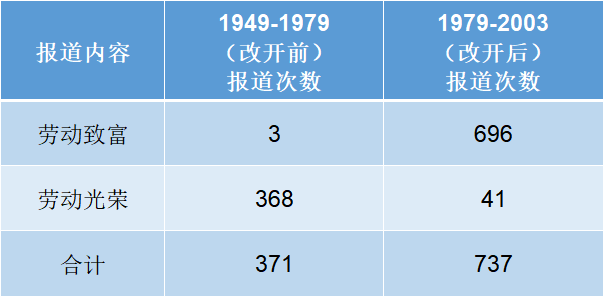 报道内容 1949-1979 1979-2003
（改开前） （改开后）
报道次数 报道次数
劳动致富 3 696
劳动光荣 368 41
合计 371 737